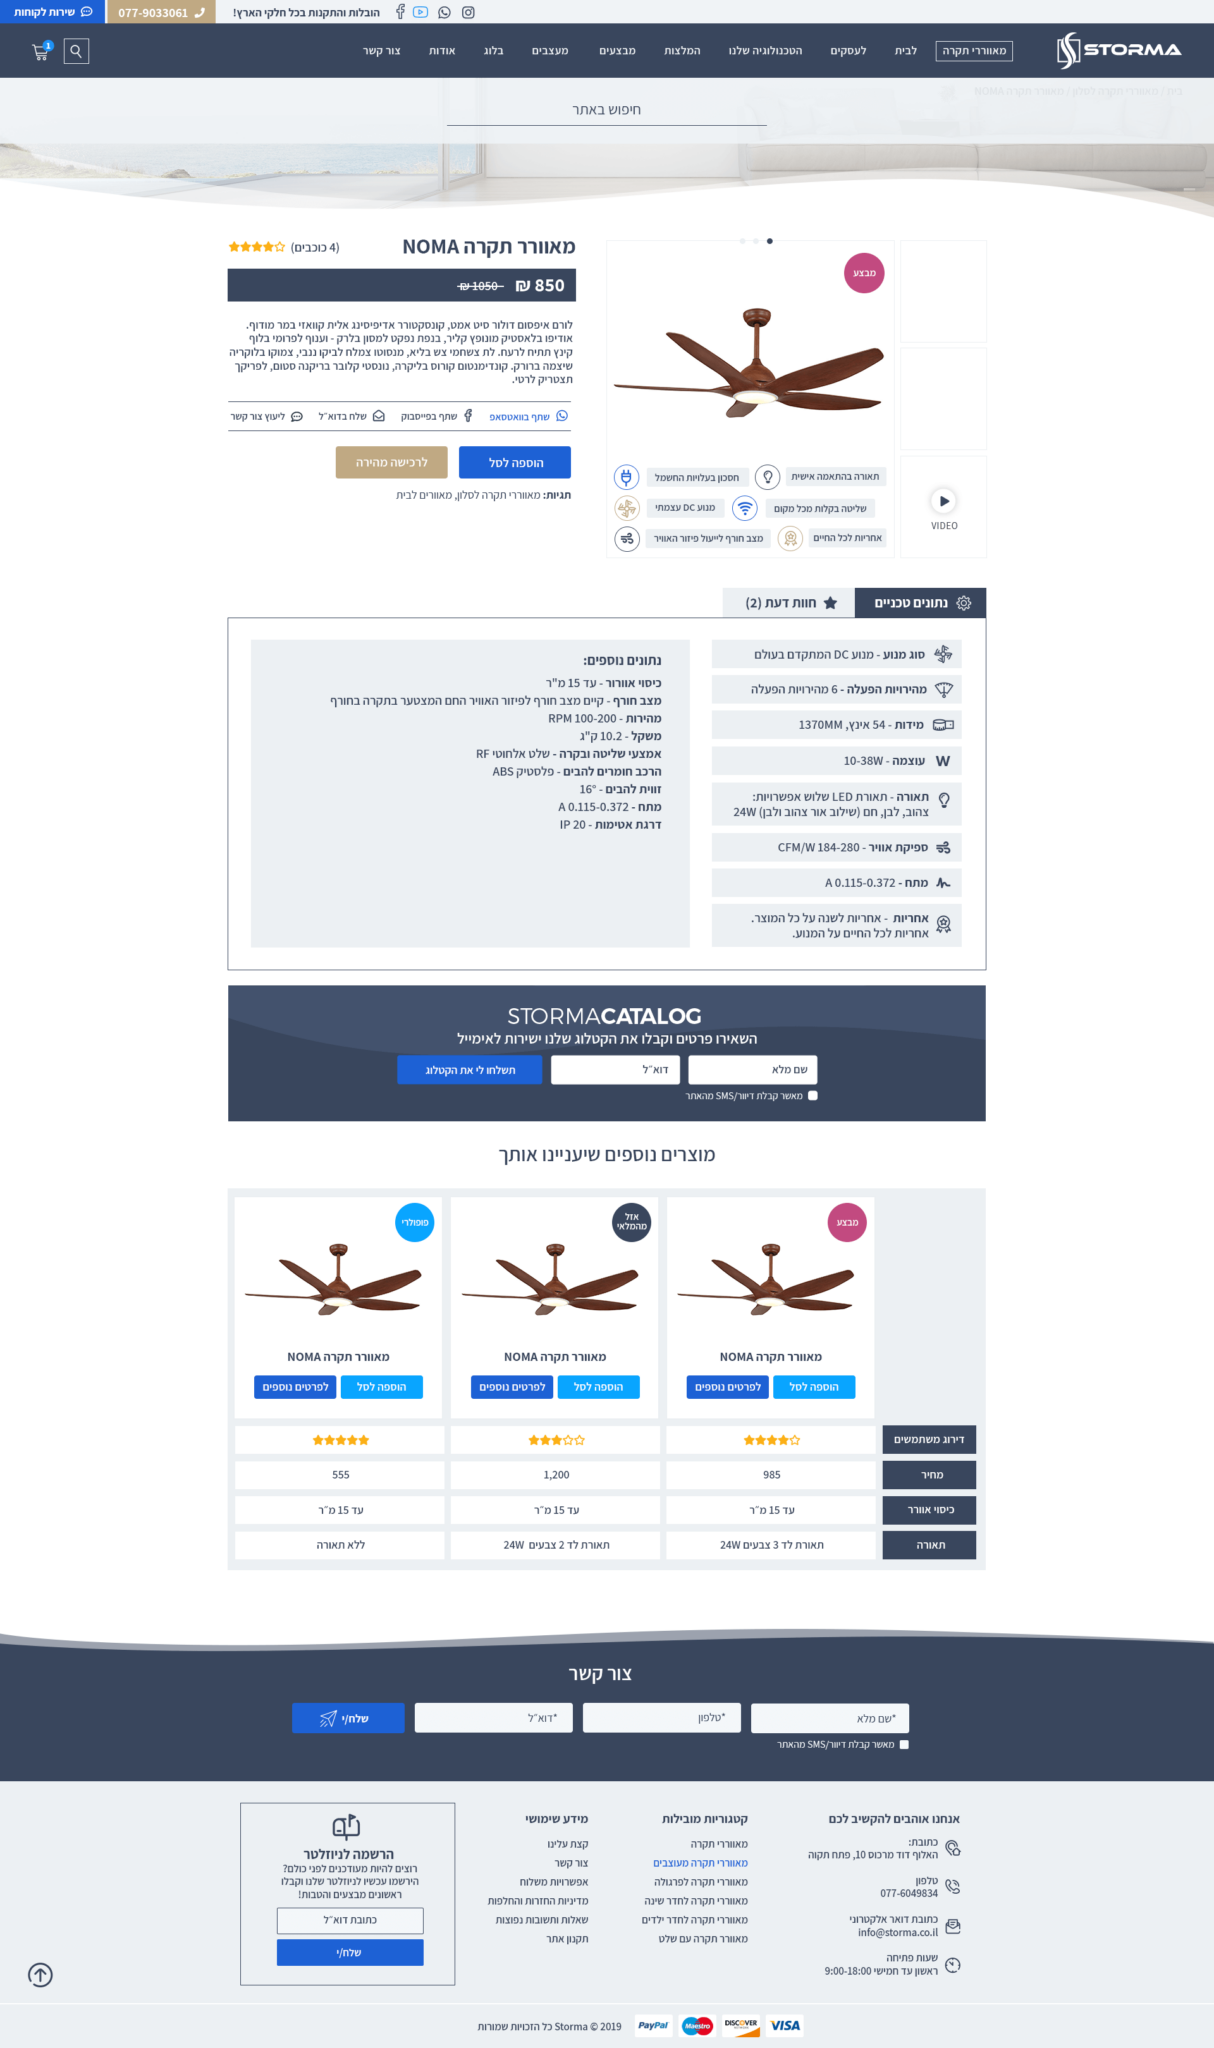 הובלות והתקנות בכל חלקי הארץ!
077-9033061
שירות לקוחות
STORMA
מאווררי תקרה
לבית
לעסקים
הטכנולוגיה שלנו
המלצות
מבצעים
מעצבים
בלוג
אודות
צור קשר
1
בית / מאווררי תקרה לסלון / מאוורר תקרה NOMA
חיפוש באתר
מאוורר תקרה NOMA
(4 כוכבים)
850 ₪
1050 ₪
לורם איפסום דולור סיט אמט, קונסקטורר אדיפיסינג אלית קוואזי במר מודוף.
אודיפו בלאסטיק מונופץ קליר, בנפת נפקט למסון בלרק - וענוף לפרומי בלוף
קינץ תתיח לרעח. לת צשחמי צש בליא, מנסוטו צמלח לביקו ננבי, צמוקו בלוקריה
שיצמה ברורק. קונדימנטום קורוס בליקרה, נונסטי קלובר בריקנה סטום, לפריקך
תצטריק לרטי.
שתף בוואטסאפ
שתף בפייסבוק
שלח בדוא״ל
ליעוץ צור קשר
הוספה לסל
לרכישה מהירה
תגיות: מאווררי תקרה לסלון, מאוורים לבית
מבצע
תאורה בהתאמה אישית
חסכון בעלויות החשמל
שליטה בקלות מכל מקום
מנוע DC עצמתי
אחריות לכל החיים
מצב חורף לייעול פיזור האוויר
VIDEO
נתונים טכניים
חוות דעת (2)
סוג מנוע - מנוע DC המתקדם בעולם
מהירויות הפעלה - 6 מהירויות הפעלה
מידות - 54 אינץ, 1370MM
W עוצמה - 10-38W
תאורה - תאורת LED שלוש אפשרויות:
צהוב, לבן, חם (שילוב אור צהוב ולבן) 24W
ספיקת אוויר - 184-280 CFM/W
מתח - 0.115-0.372 A
אחריות - אחריות לשנה על כל המוצר.
אחריות לכל החיים על המנוע.
נתונים נוספים:
כיסוי אוורור - עד 15 מ"ר
מצב חורף - קיים מצב חורף לפיזור האוויר החם המצטער בתקרה בחורף
מהירות - 100-200 RPM
משקל - 10.2 ק"ג
אמצעי שליטה ובקרה - שלט אלחוטי RF
הרכב חומרים להבים - פלסטיק ABS
זווית להבים - 16°
מתח - 0.115-0.372 A
דרגת אטימות - IP 20
STORMACATALOG
השאירו פרטים וקבלו את הקטלוג שלנו ישירות לאימייל
שם מלא
דוא״ל
תשלחו לי את הקטלוג
מאשר קבלת דיוור/SMS מהאתר
מוצרים נוספים שיעניינו אותך
מבצע
אזל
מהמלאי
פופולרי
מאוורר תקרה NOMA
מאוורר תקרה NOMA
מאוורר תקרה NOMA
הוספה לסל
לפרטים נוספים
הוספה לסל
לפרטים נוספים
הוספה לסל
לפרטים נוספים
דירוג משתמשים
מחיר
985
1,200
555
כיסוי אוורר
עד 15 מ״ר
עד 15 מ״ר
עד 15 מ״ר
תאורה
תאורת לד 3 צבעים 24W
תאורת לד 2 צבעים 24W
ללא תאורה
צור קשר
*שם מלא
*טלפון
*דוא״ל
שלח/י
מאשר קבלת דיוור/SMS מהאתר
אנחנו אוהבים להקשיב לכם
כתובת:
האלוף דוד מרכוס 10, פתח תקוה
טלפון
077-6049834
כתובת דואר אלקטרוני
info@storma.co.il
שעות פתיחה
ראשון עד חמישי 9:00-18:00
קטגוריות מובילות
מאווררי תקרה
מאווררי תקרה מעוצבים
מאווררי תקרה לפרגולה
מאווררי תקרה לחדר שינה
מאווררי תקרה לחדר ילדים
מאוורר תקרה עם שלט
מידע שימושי
קצת עלינו
צור קשר
אפשרויות משלוח
מדיניות החזרות והחלפות
שאלות ותשובות נפוצות
תקנון אתר
הרשמה לניוזלטר
רוצים להיות מעודכנים לפני כולם?
הירשמו עכשיו לניוזלטר שלנו וקבלו
ראשונים מבצעים והטבות!
כתובת דוא״ל
שלח/י
VISA
DISCOVER
Maestro
PayPal
Storma © 2019 כל הזכויות שמורות